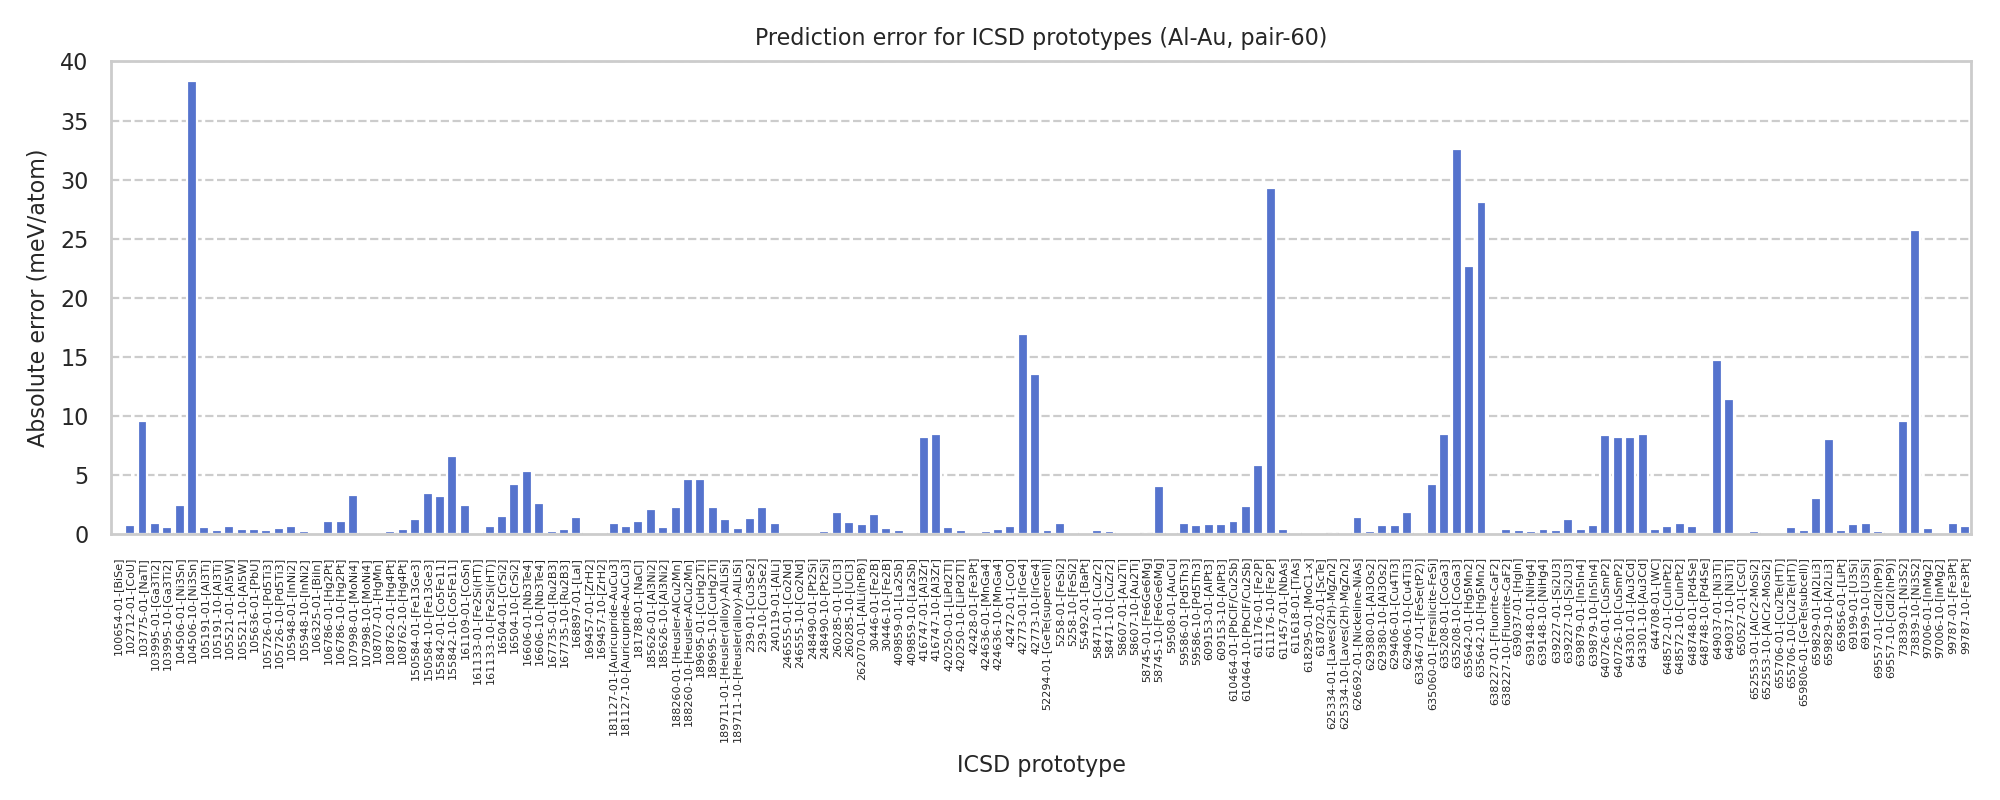 Prediction error for ICSD prototypes (Al-Au, pair-60)
Absolute error (meV/atom)
40
35
30
25
20
15
10
5
0
100654-01-[BiSe]
102712-01-[CoU]
103775-01-[NaTl]
103995-01-[Ga3Ti2]
103995-10-[Ga3Ti2]
104506-01-[Ni3Sn]
104506-10-[Ni3Sn]
105191-01-[Al3Ti]
105191-10-[Al3Ti]
105521-01-[Al5W]
105521-10-[Al5W]
105636-01-[PbU]
105726-01-[Pd5Ti3]
105726-10-[Pd5Ti3]
105948-01-[InNi2]
105948-10-[InNi2]
106325-01-[BiIn]
106786-01-[Hg2Pt]
106786-10-[Hg2Pt]
107998-01-[MoNi4]
107998-10-[MoNi4]
108707-01-[HgMn]
108762-01-[Hg4Pt]
108762-10-[Hg4Pt]
150584-01-[Fe13Ge3]
150584-10-[Fe13Ge3]
155842-01-[Co5Fe11]
155842-10-[Co5Fe11]
161109-01-[CoSn]
161133-01-[Fe2Si(HT)]
161133-10-[Fe2Si(HT)]
16504-01-[CrSi2]
16504-10-[CrSi2]
16606-01-[Nb3Te4]
16606-10-[Nb3Te4]
167735-01-[Ru2B3]
167735-10-[Ru2B3]
168897-01-[LaI]
169457-01-[ZrH2]
169457-10-[ZrH2]
181127-01-[Auricupride-AuCu3]
181127-10-[Auricupride-AuCu3]
181788-01-[NaCl]
185626-01-[Al3Ni2]
185626-10-[Al3Ni2]
188260-01-[Heusler-AlCu2Mn]
188260-10-[Heusler-AlCu2Mn]
189695-01-[CuHg2Ti]
189695-10-[CuHg2Ti]
189711-01-[Heusler(alloy)-AlLiSi]
189711-10-[Heusler(alloy)-AlLiSi]
239-01-[Cu3Se2]
239-10-[Cu3Se2]
240119-01-[AlLi]
246555-01-[Co2Nd]
246555-10-[Co2Nd]
248490-01-[Pt2Si]
248490-10-[Pt2Si]
260285-01-[UCl3]
260285-10-[UCl3]
262070-01-[AlLi(hP8)]
30446-01-[Fe2B]
30446-10-[Fe2B]
409859-01-[La2Sb]
409859-10-[La2Sb]
416747-01-[Al3Zr]
416747-10-[Al3Zr]
420250-01-[LiPd2Tl]
420250-10-[LiPd2Tl]
42428-01-[Fe3Pt]
424636-01-[MnGa4]
424636-10-[MnGa4]
42472-01-[CoO]
42773-01-[IrGe4]
42773-10-[IrGe4]
52294-01-[GeTe(supercell)]
5258-01-[FeSi2]
5258-10-[FeSi2]
55492-01-[BaPt]
58471-01-[CuZr2]
58471-10-[CuZr2]
58607-01-[Au2Ti]
58607-10-[Au2Ti]
58745-01-[Fe6Ge6Mg]
58745-10-[Fe6Ge6Mg]
59508-01-[AuCu]
59586-01-[Pd5Th3]
59586-10-[Pd5Th3]
609153-01-[AlPt3]
609153-10-[AlPt3]
610464-01-[PbClF/Cu2Sb]
610464-10-[PbClF/Cu2Sb]
611176-01-[Fe2P]
611176-10-[Fe2P]
611457-01-[NbAs]
611618-01-[TiAs]
618295-01-[MoC1-x]
618702-01-[ScTe]
625334-01-[Laves(2H)-MgZn2]
625334-10-[Laves(2H)-MgZn2]
626692-01-[Nickeline-NiAs]
629380-01-[Al3Os2]
629380-10-[Al3Os2]
629406-01-[Cu4Ti3]
629406-10-[Cu4Ti3]
633467-01-[FeSe(tP2)]
635060-01-[Fersilicite-FeSi]
635208-01-[CoGa3]
635208-10-[CoGa3]
635642-01-[Hg5Mn2]
635642-10-[Hg5Mn2]
638227-01-[Fluorite-CaF2]
638227-10-[Fluorite-CaF2]
639037-01-[HgIn]
639148-01-[NiHg4]
639148-10-[NiHg4]
639227-01-[Si2U3]
639227-10-[Si2U3]
639879-01-[In5In4]
639879-10-[In5In4]
640726-01-[CuSmP2]
640726-10-[CuSmP2]
643301-01-[Au3Cd]
643301-10-[Au3Cd]
644708-01-[WC]
648572-01-[CuInPt2]
648572-10-[CuInPt2]
648748-01-[Pd4Se]
648748-10-[Pd4Se]
649037-01-[Ni3Ti]
649037-10-[Ni3Ti]
650527-01-[CsCl]
652553-01-[AlCr2-MoSi2]
652553-10-[AlCr2-MoSi2]
655706-01-[Cu2Te(HT)]
655706-10-[Cu2Te(HT)]
659806-01-[GeTe(subcell)]
659829-01-[Al2Li3]
659829-10-[Al2Li3]
659856-01-[LiPt]
69199-01-[U3Si]
69199-10-[U3Si]
69557-01-[CdI2(hP9)]
69557-10-[CdI2(hP9)]
73839-01-[Ni3S2]
73839-10-[Ni3S2]
97006-01-[InMg2]
97006-10-[InMg2]
99787-01-[Fe3Pt]
99787-10-[Fe3Pt]
ICSD prototype